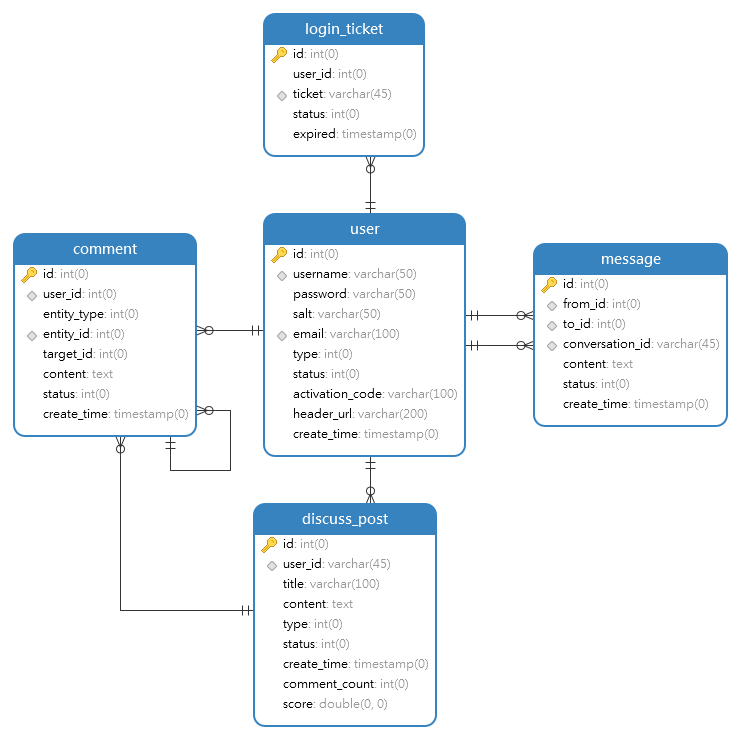 login_ticket
id: int(0)
user_id: int(0)
ticket: varchar(45)
status: int(0)
expired: timestamp(0)
user
id: int(0)
username: varchar(50)
password: varchar(50)
salt: varchar(50)
email: varchar(100)
type: int(0)
status: int(0)
activation_code: varchar(100)
header_url: varchar(200)
create_time: timestamp(0)
comment
id: int(0)
user_id: int(0)
entity_type: int(0)
entity_id: int(0)
target_id: int(0)
content: text
status: int(0)
create_time: timestamp(0)
message
id: int(0)
from_id: int(0)
to_id: int(0)
conversation_id: varchar(45)
content: text
status: int(0)
create_time: timestamp(0)
discuss_post
id: int(0)
user_id: varchar(45)
title: varchar(100)
content: text
type: int(0)
status: int(0)
create_time: timestamp(0)
comment_count: int(0)
score: double(0, 0)